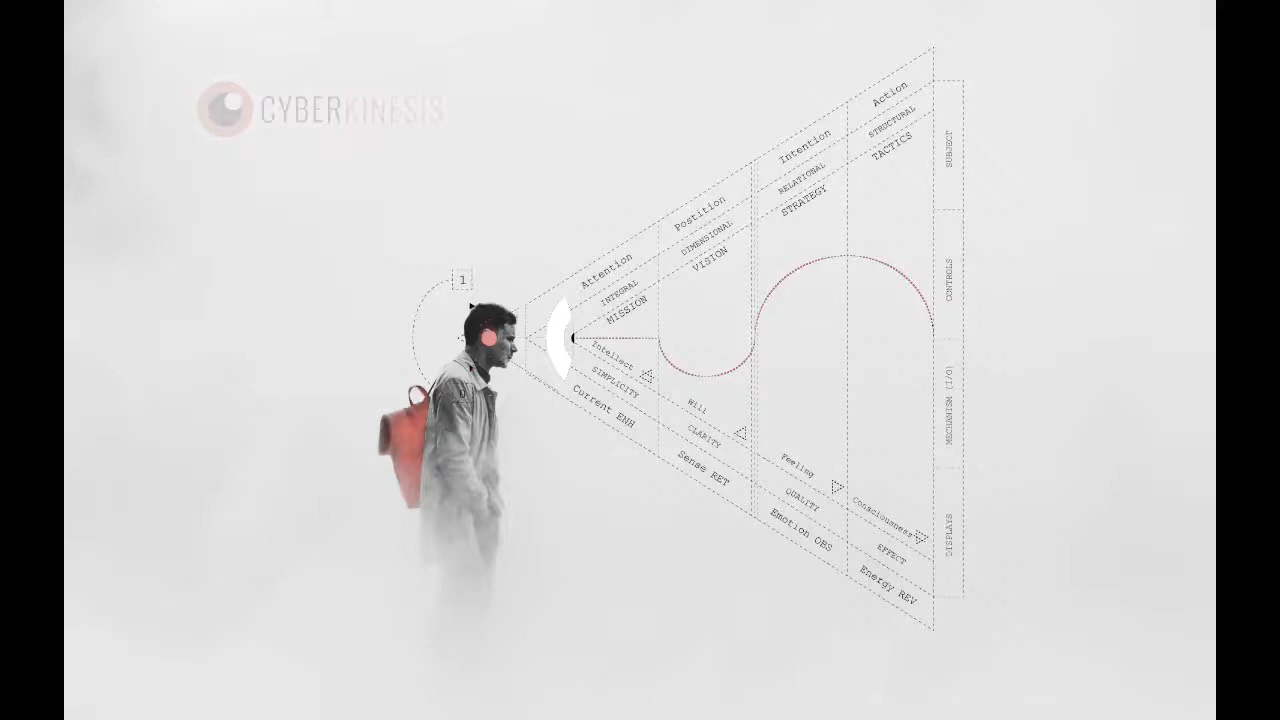 CYBERKINESIS
Action
STRUCTURAL
TACTICS
Intention
RELATIONAL
STRATEGY
Postition
DIMENSIONAL
VISION
Attention
INTEGRAL
MISSION
1
0
Intellect
SIMPLICITY
Current ENH
Will
CLARITY
Sense RET
Feeling
QUALITY
Emotion OBS
Consciousness
EFFECT
Energy REV
SUBJECT
CONTROLS
MECHANISM (I/O)
DISPLAYS